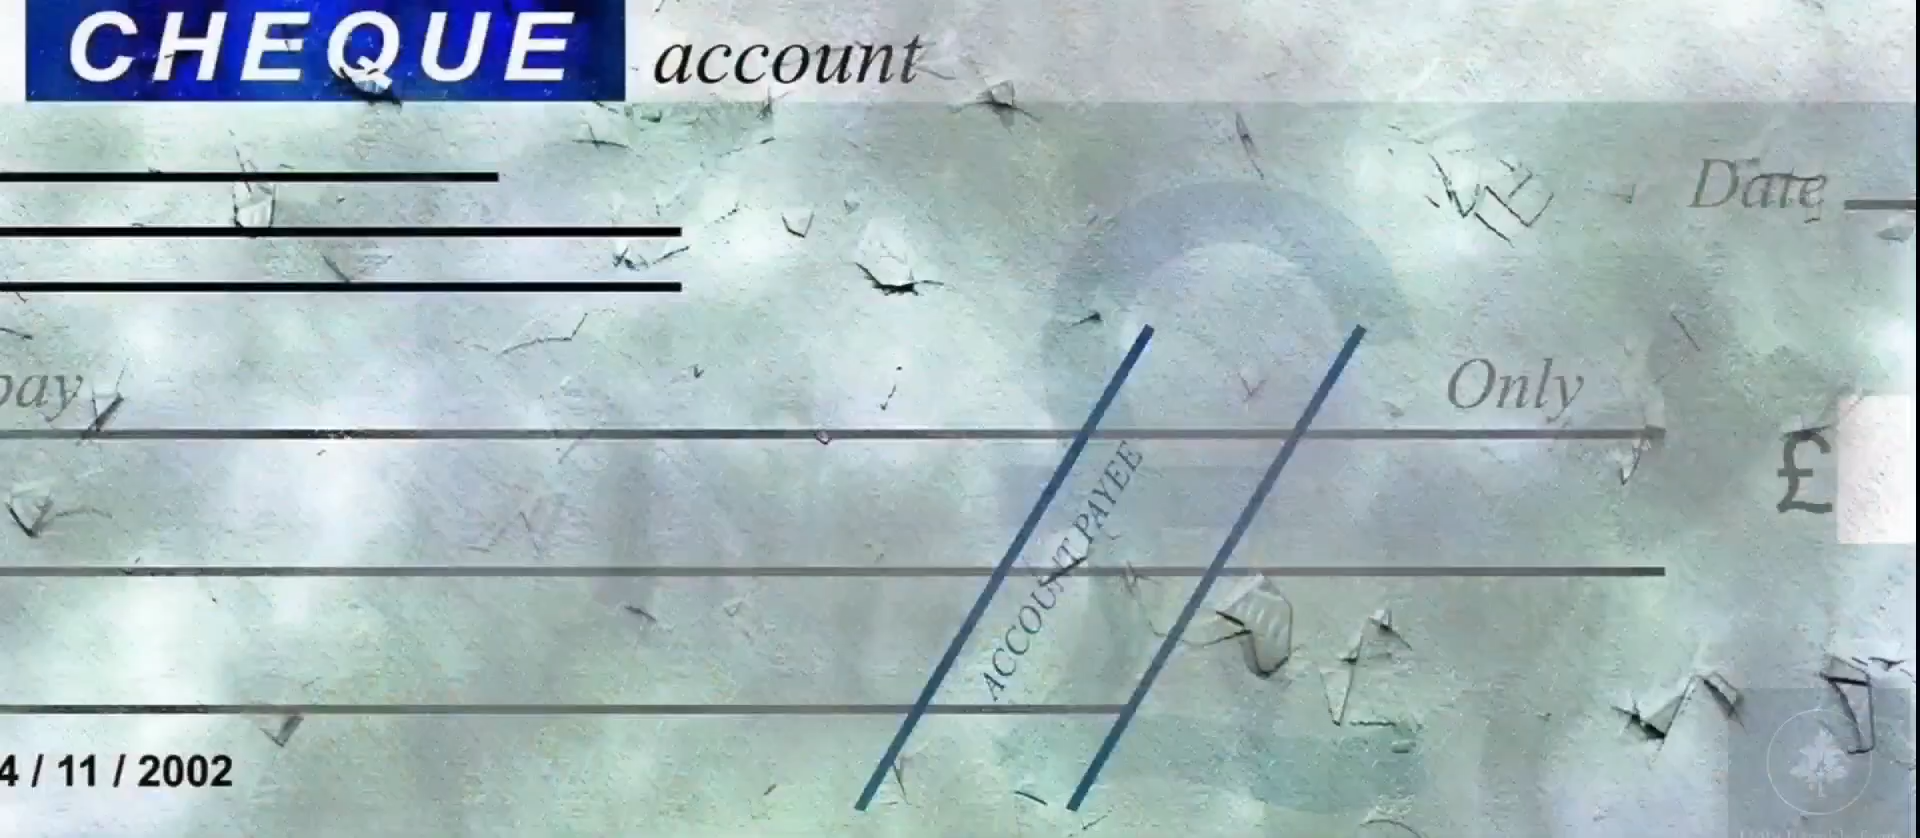 CHEQUE account
Date
pay
Only
£
ACCOUNT PAYEE
4 / 11 / 2002